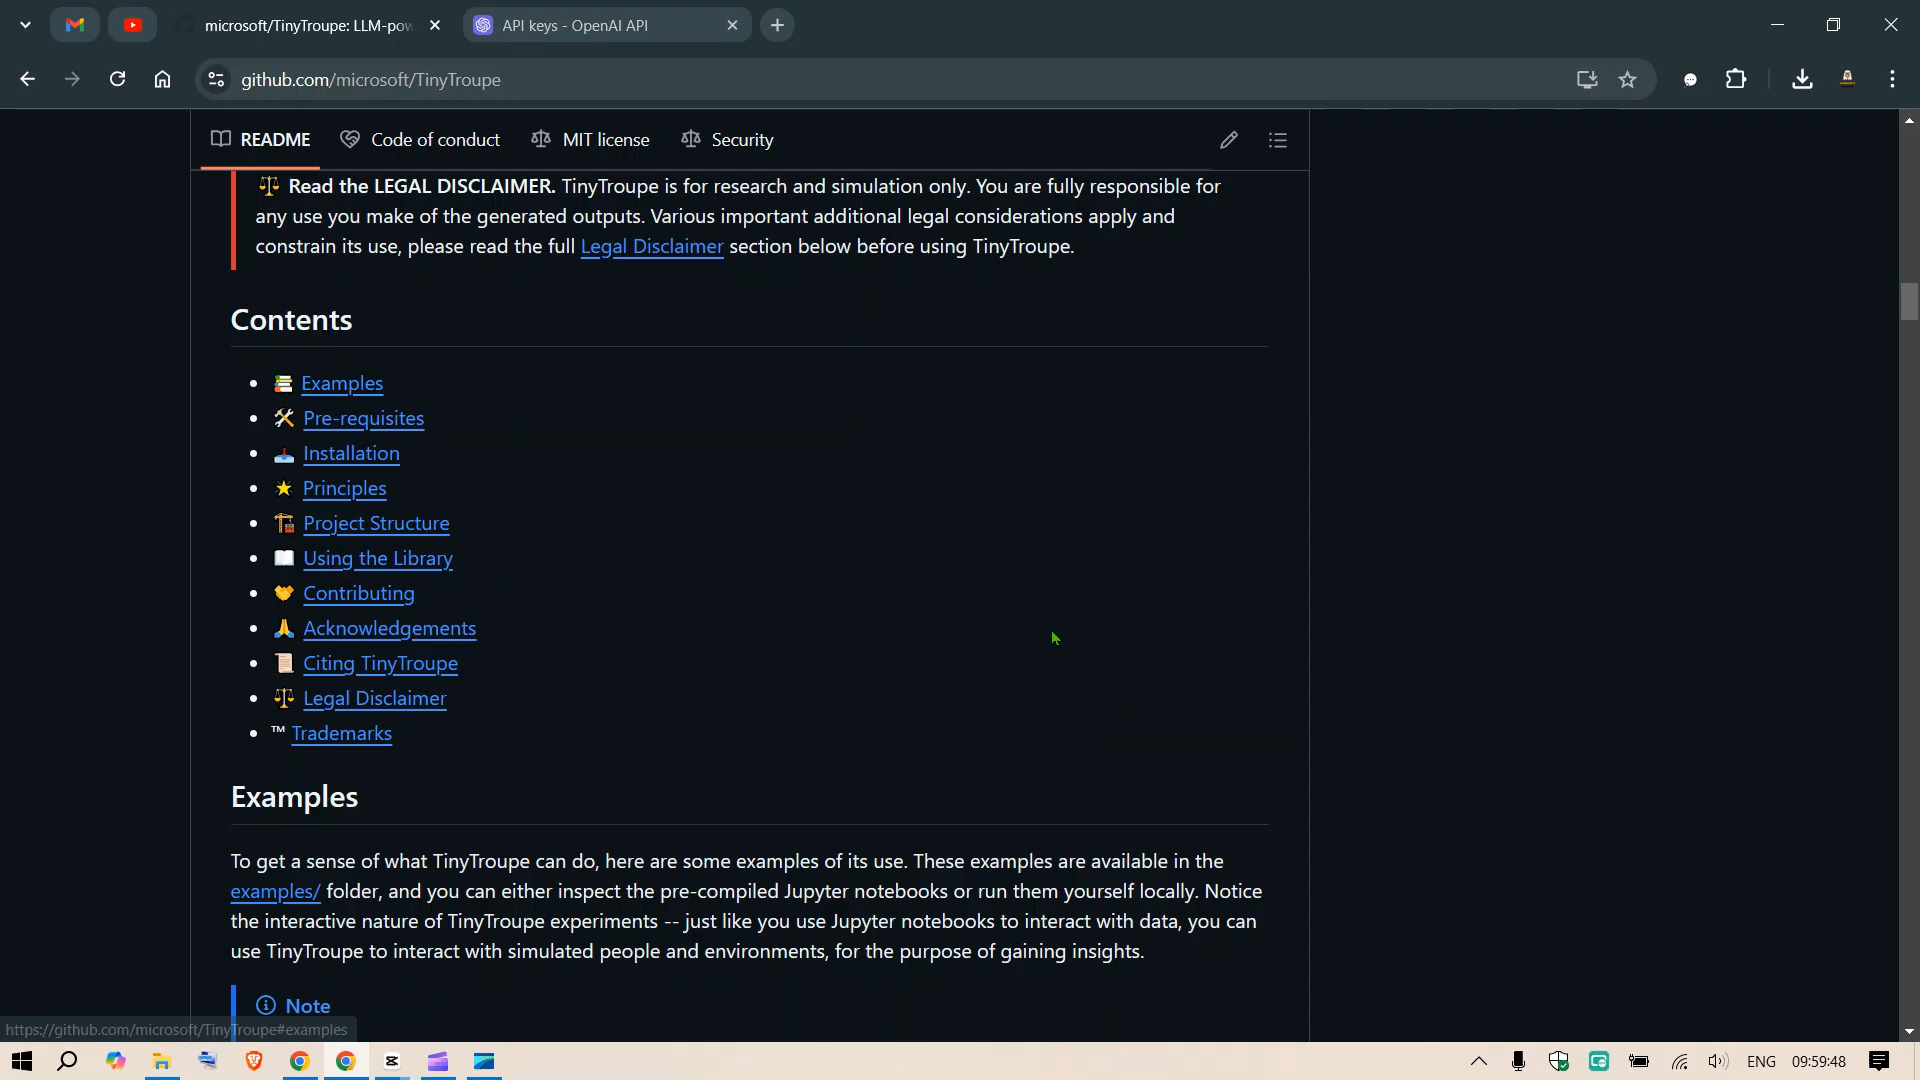 microsoft/TinyTroupe: LLM-pow
API keys - OpenAI API
github.com/microsoft/TinyTroupe
README
Code of conduct
MIT license
Security
Read the LEGAL DISCLAIMER. TinyTroupe is for research and simulation only. You are fully responsible for
any use you make of the generated outputs. Various important additional legal considerations apply and
constrain its use, please read the full Legal Disclaimer section below before using TinyTroupe.
Contents
Examples
Pre-requisites
Installation
Principles
Project Structure
Using the Library
Contributing
Acknowledgements
Citing TinyTroupe
Legal Disclaimer
™ Trademarks
Examples
To get a sense of what TinyTroupe can do, here are some examples of its use. These examples are available in the
examples/ folder, and you can either inspect the pre-compiled Jupyter notebooks or run them yourself locally. Notice
the interactive nature of TinyTroupe experiments -- just like you use Jupyter notebooks to interact with data, you can
use TinyTroupe to interact with simulated people and environments, for the purpose of gaining insights.
Note
https://github.com/microsoft/TinyTroupe#examples
ENG
09:59:48